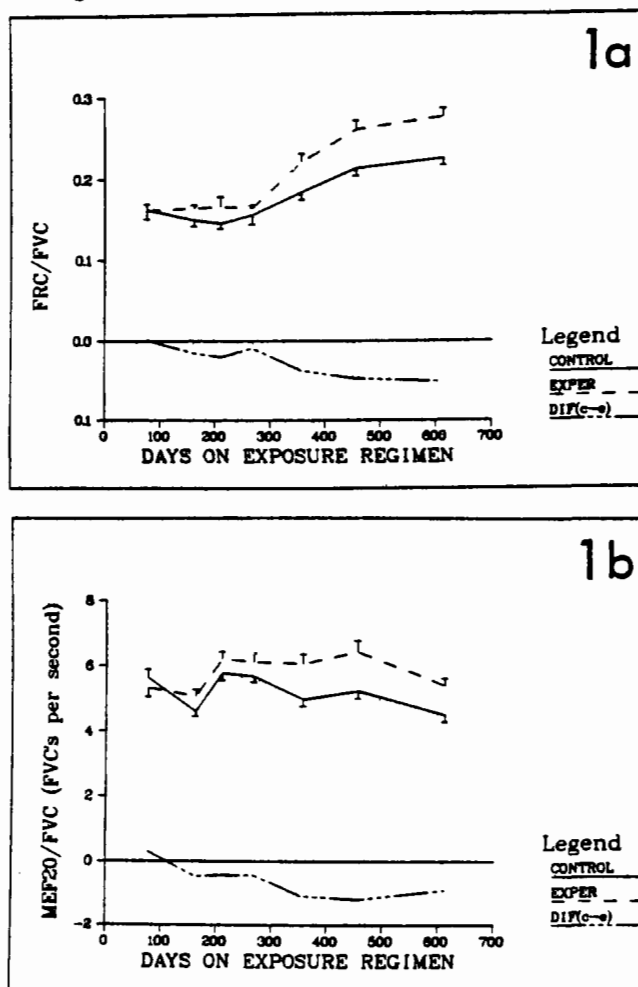 1a
0.3
0.2
0.1
0.0
0.1
FRC/FVC
0 100 200 300 400 500 600 700
DAYS ON EXPOSURE REGIMEN
Legend
CONTROL
EXPER
DIF(c-e)
1b
8
6
4
2
0
-2
MEF20/FVC (FVC's per second)
0 100 200 300 400 500 600 700
DAYS ON EXPOSURE REGIMEN
Legend
CONTROL
EXPER
DIF(c-e)